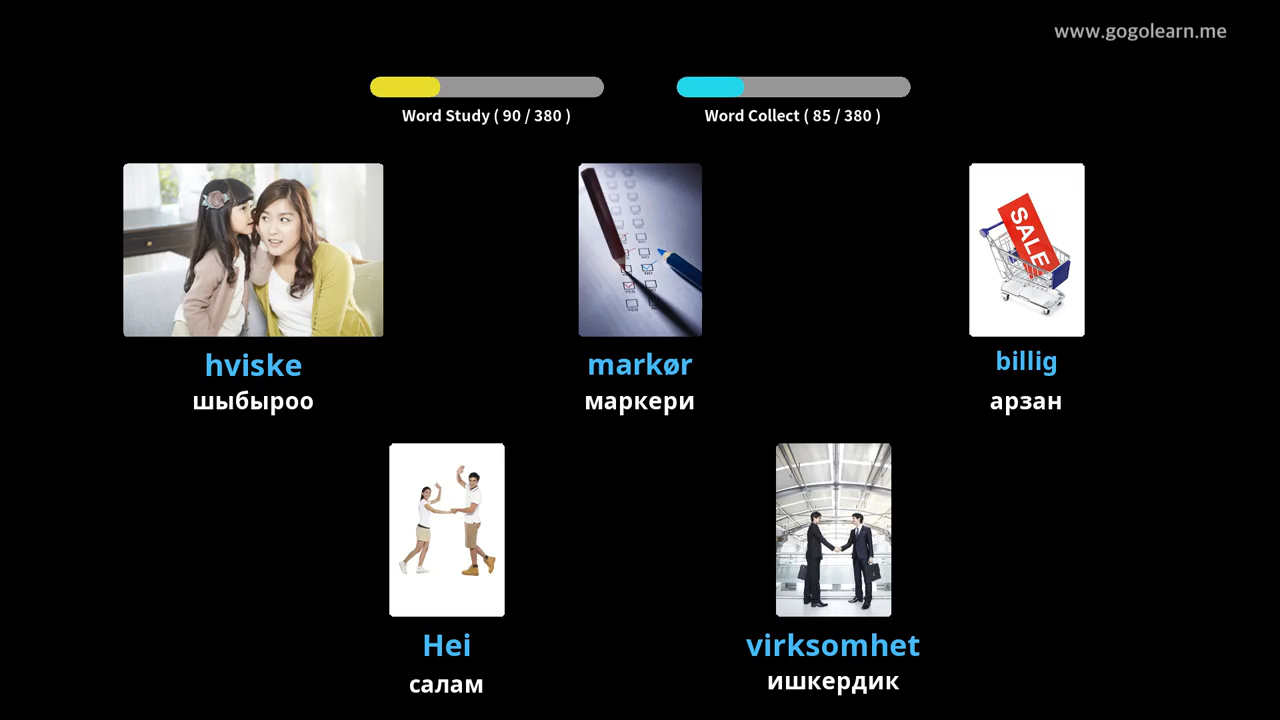 www.gogolearn.me
Word Study ( 90 / 380 )
Word Collect ( 85 / 380 )
SALE
hviske
шыбыроо
markør
маркери
billig
арзан
Hei
салам
virksomhet
ишкердик